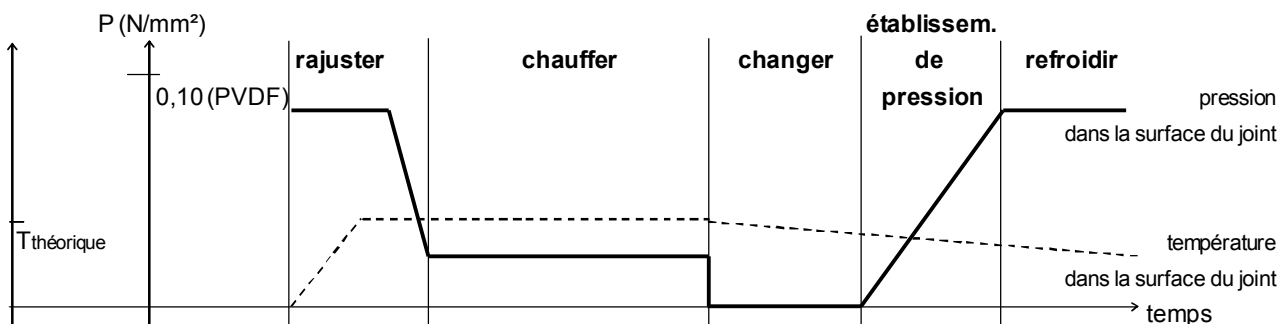 P (N/mm²)
0,10 (PVDF)
rajuster
chauffer
changer
établissem.
de
pression
refroidir
pression
dans la surface du joint
Tthéorique
température
dans la surface du joint
temps